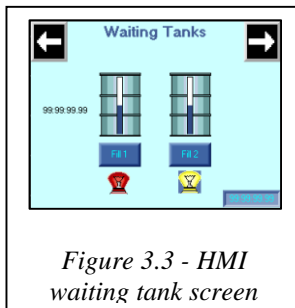 Waiting Tanks
99:99:99.99
Fill 1
Fill 2
Figure 3.3 - HMI
waiting tank screen